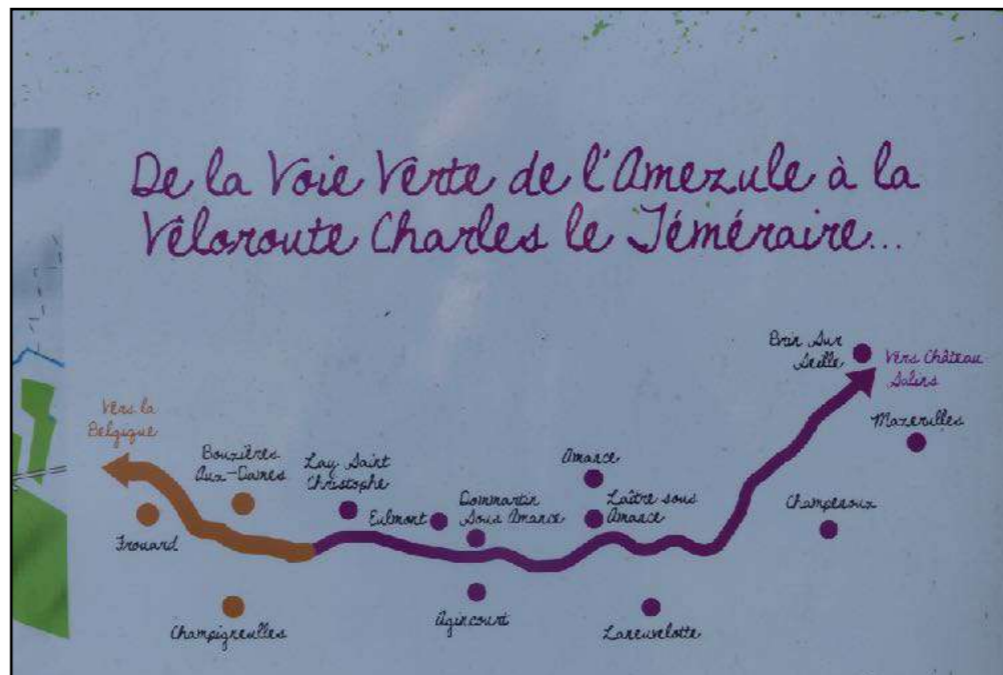 De la Voie Verte de l'Amezule à la
Véloroute Charles le Téméraire...
Brin Sur
Seille
Vers Château
Salins
Mazerulles
Vers la
Belgique
Bouxières
Aux-Dames
Lay Saint
Christophe
Amance
Eulmont
Dommartin
Sous Amance
Laître sous
Amance
Champenoux
Frouard
Champigneulles
Agincourt
Laneuvelotte